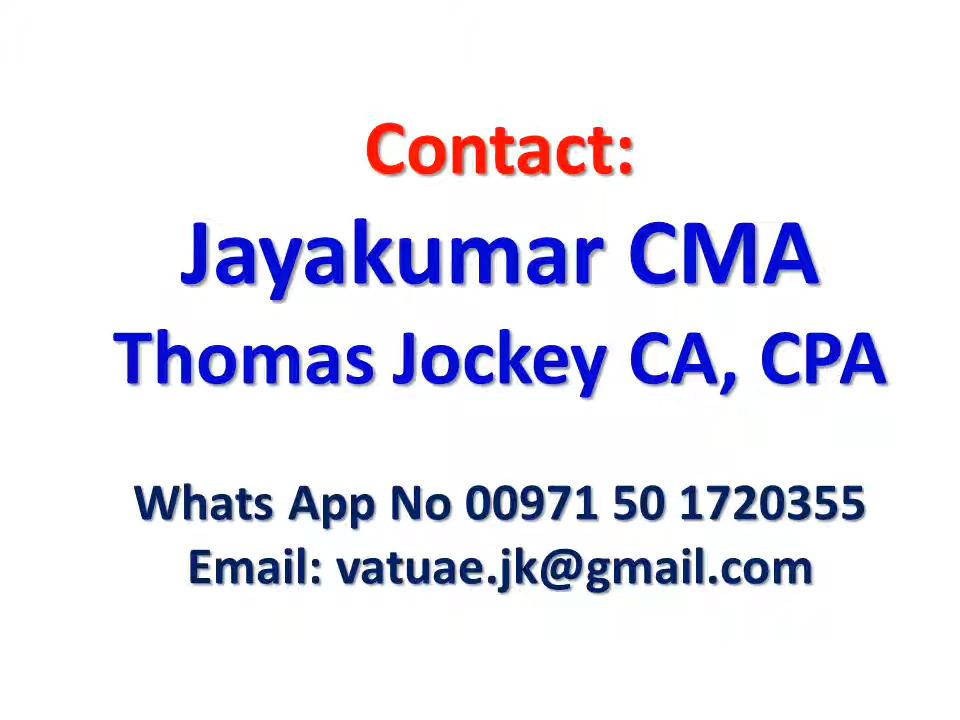 Contact:
Jayakumar CMA
Thomas Jockey CA, CPA
Whats App No 00971 50 1720355
Email: vatuae.jk@gmail.com